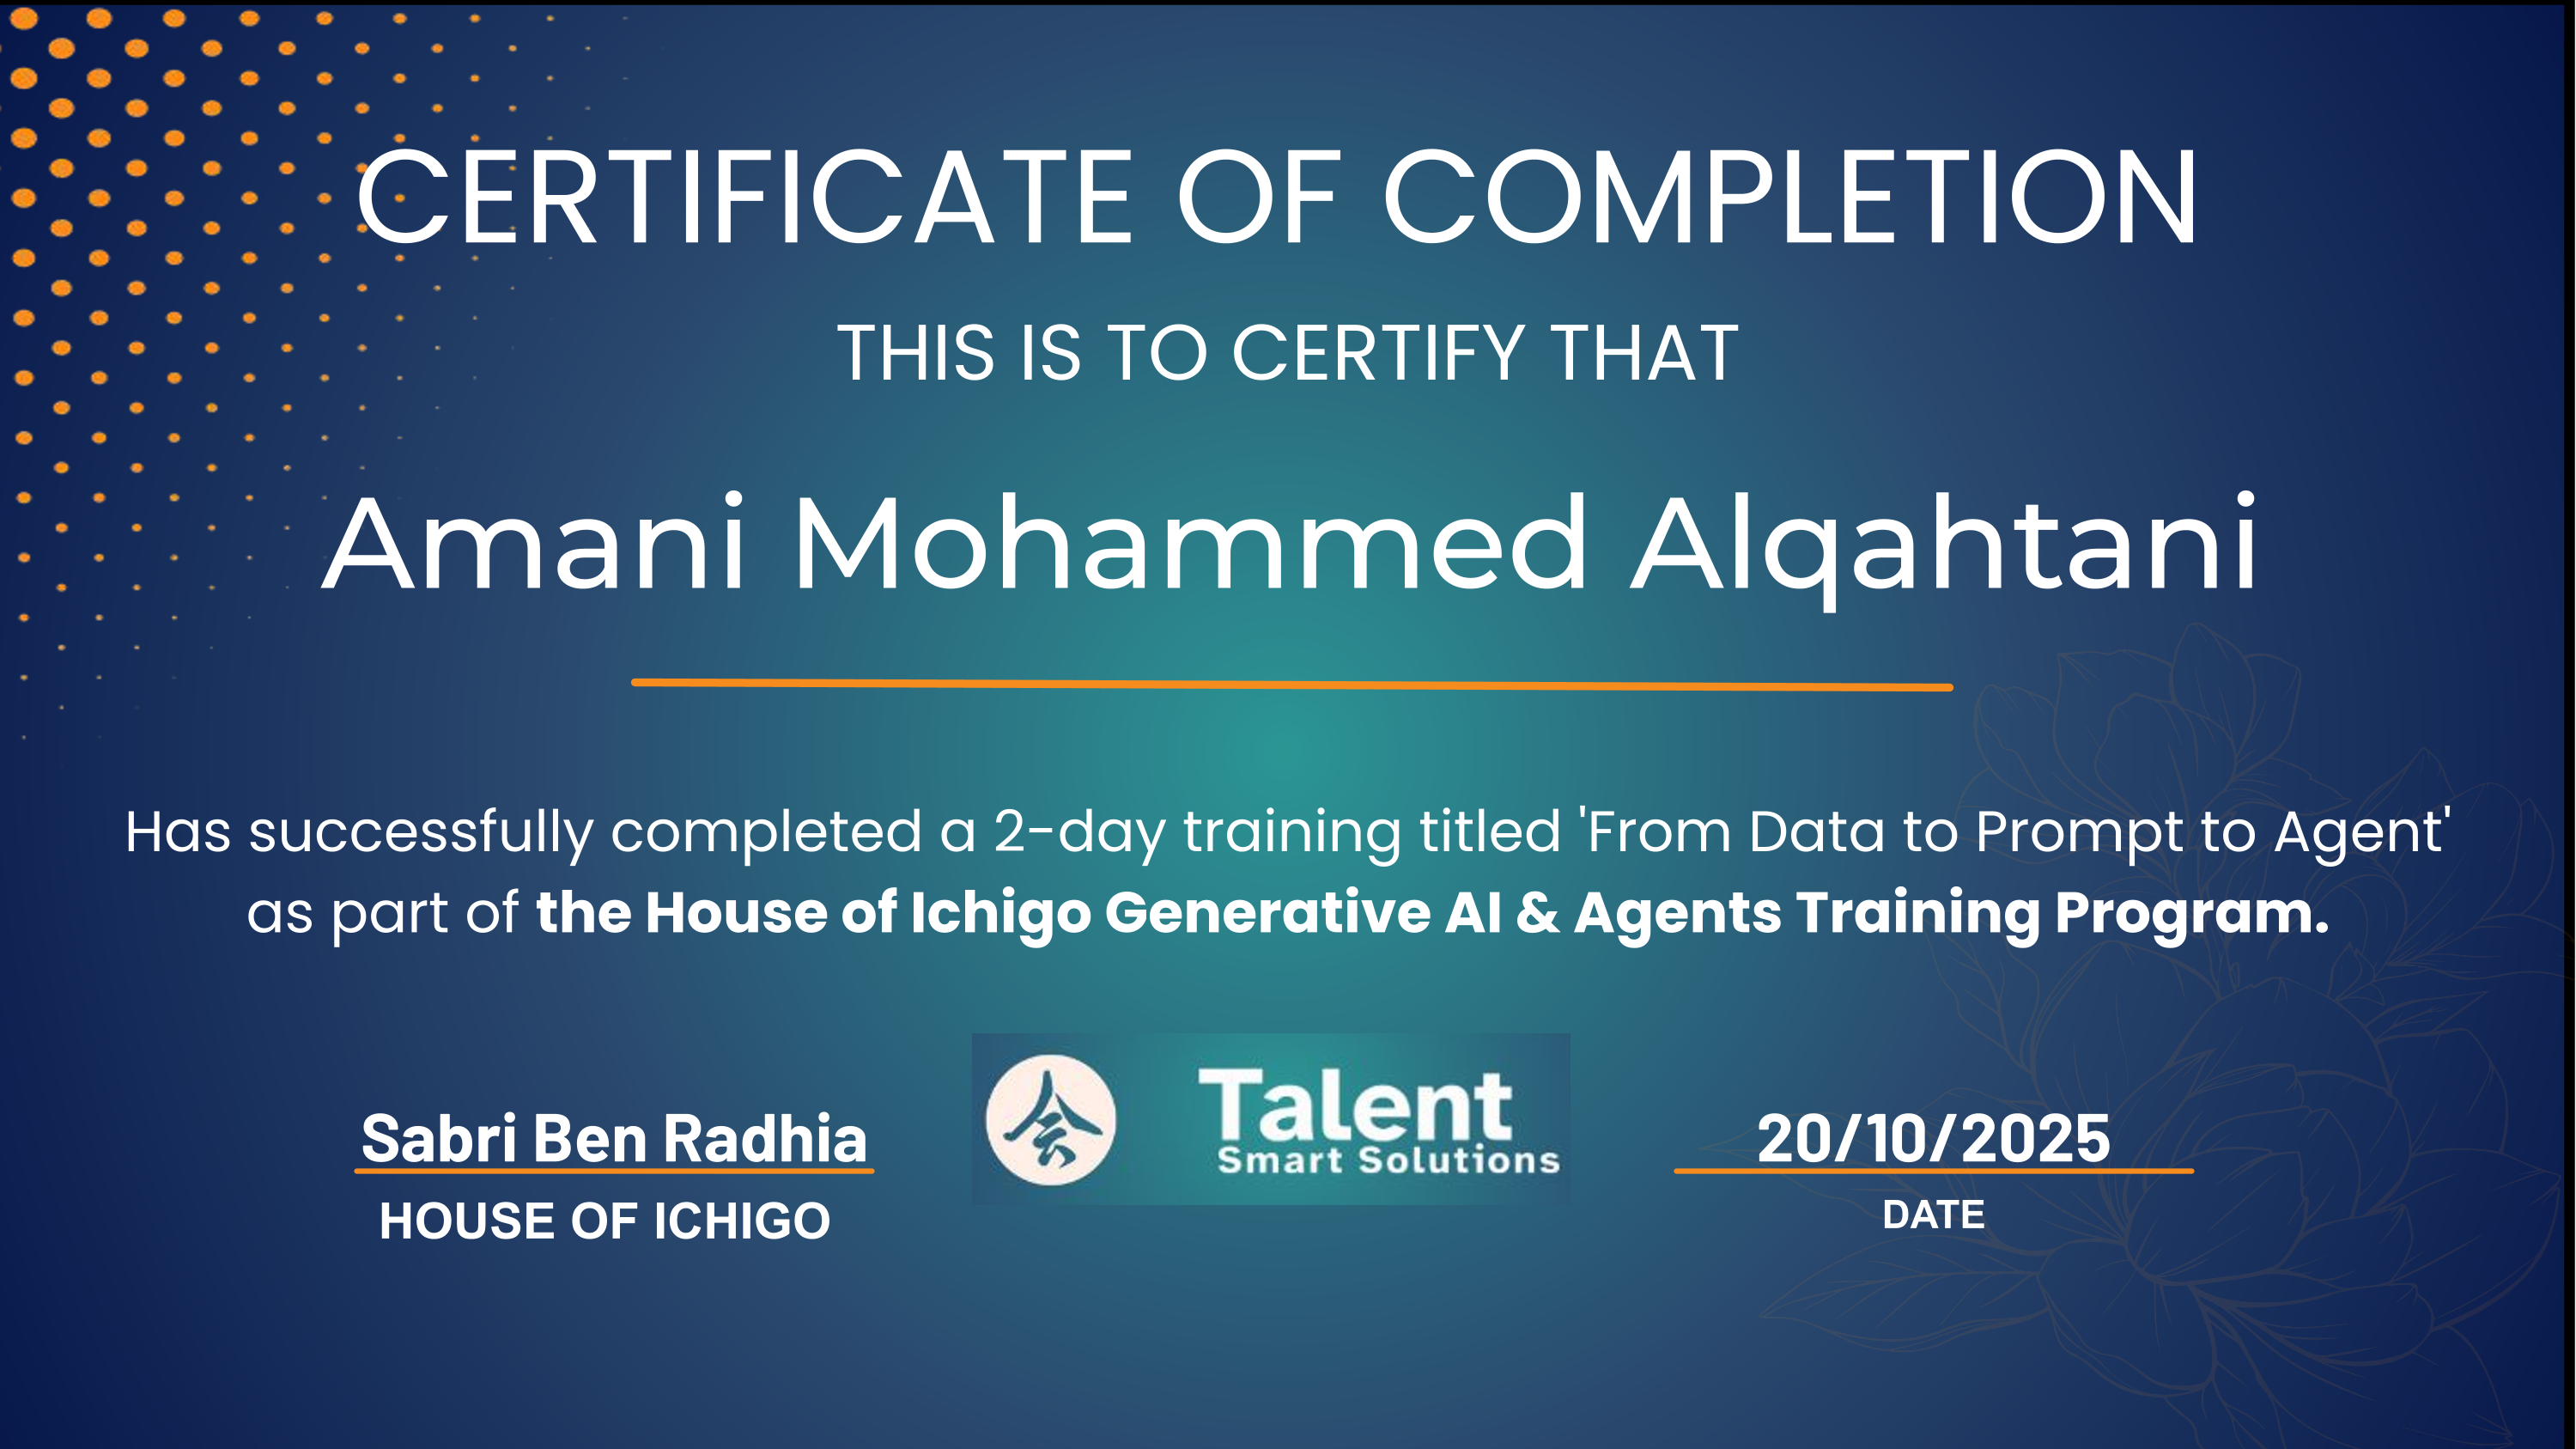 CERTIFICATE OF COMPLETION
THIS IS TO CERTIFY THAT
Amani Mohammed Alqahtani
Has successfully completed a 2-day training titled 'From Data to Prompt to Agent'
as part of the House of Ichigo Generative AI & Agents Training Program.
Sabri Ben Radhia
HOUSE OF ICHIGO
Talent
Smart Solutions
20/10/2025
DATE